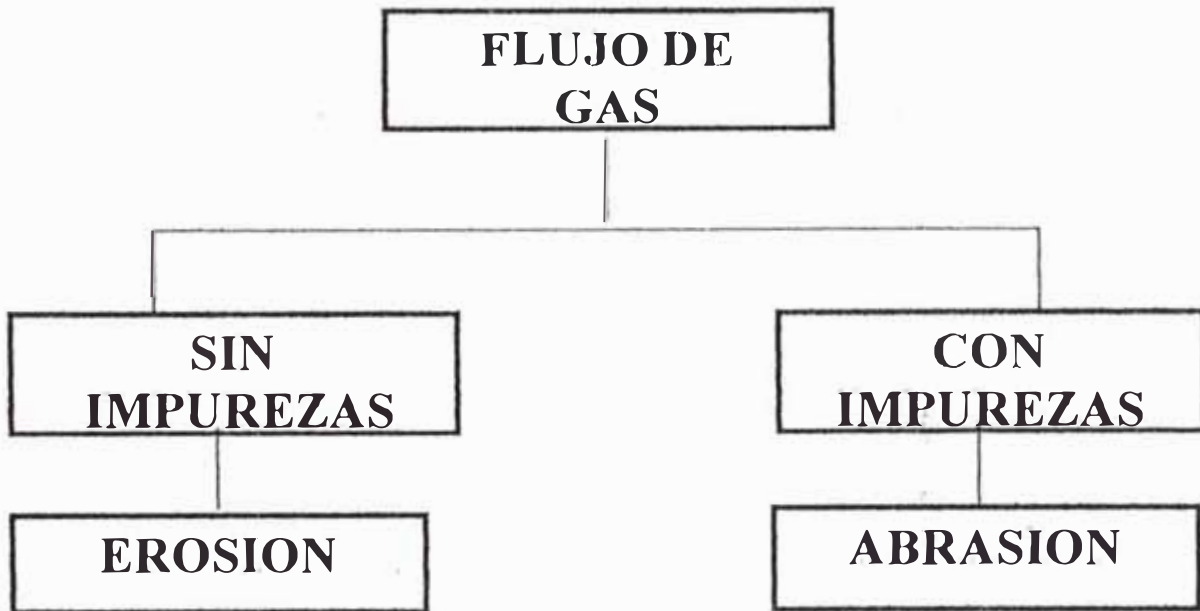 FLUJO DE
GAS
SIN
IMPUREZAS
CON
IMPUREZAS
EROSION
ABRASION